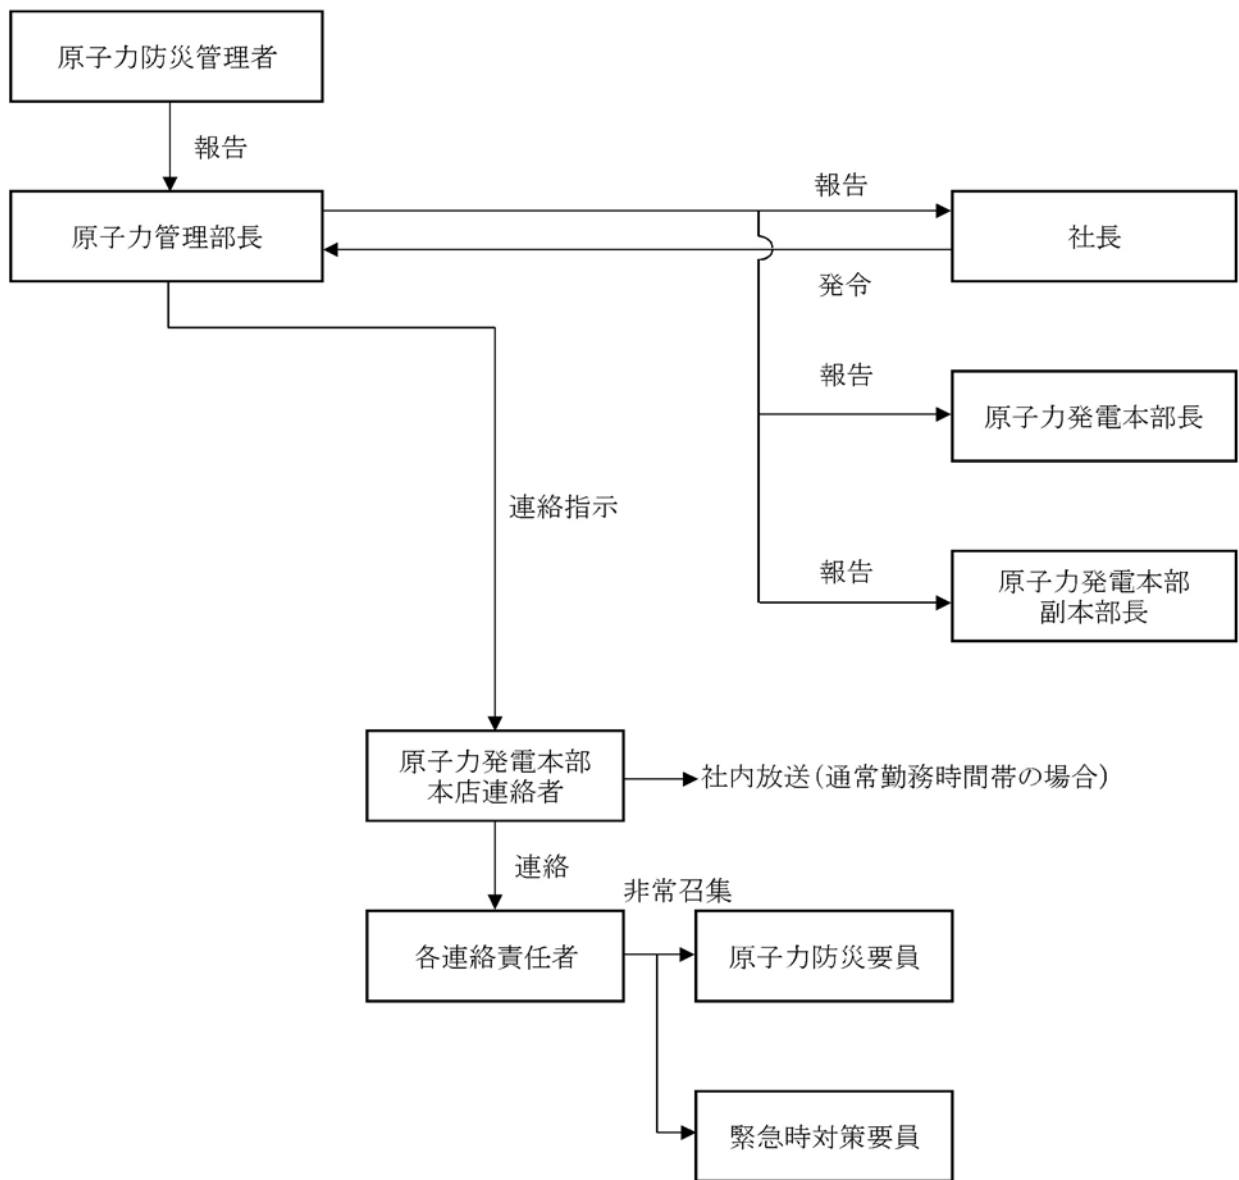 原子力防災管理者
報告
報告
原子力管理部長
社長
発令
報告
原子力発電本部長
連絡指示
報告
原子力発電本部
副本部長
原子力発電本部
本店連絡者
社内放送(通常勤務時間帯の場合)
連絡
非常召集
各連絡責任者
原子力防災要員
緊急時対策要員